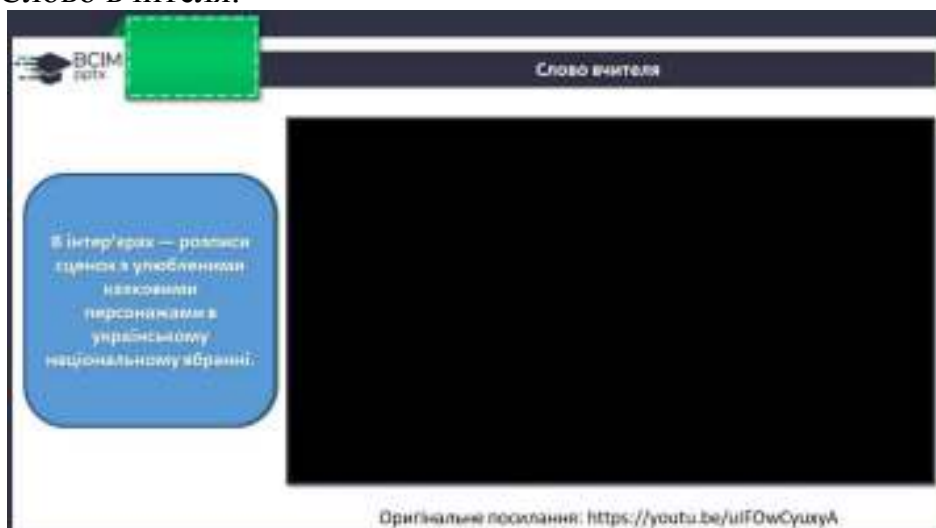 Слово вчителя.
ВСІМ
pptx
Слово вчителя
В інтер'єрах — розписи
сценок з улюбленими
казковими
персонажами в
українському
національному вбранні.
Оригінальне посилання: https://youtu.be/uIFOwCyuxyA